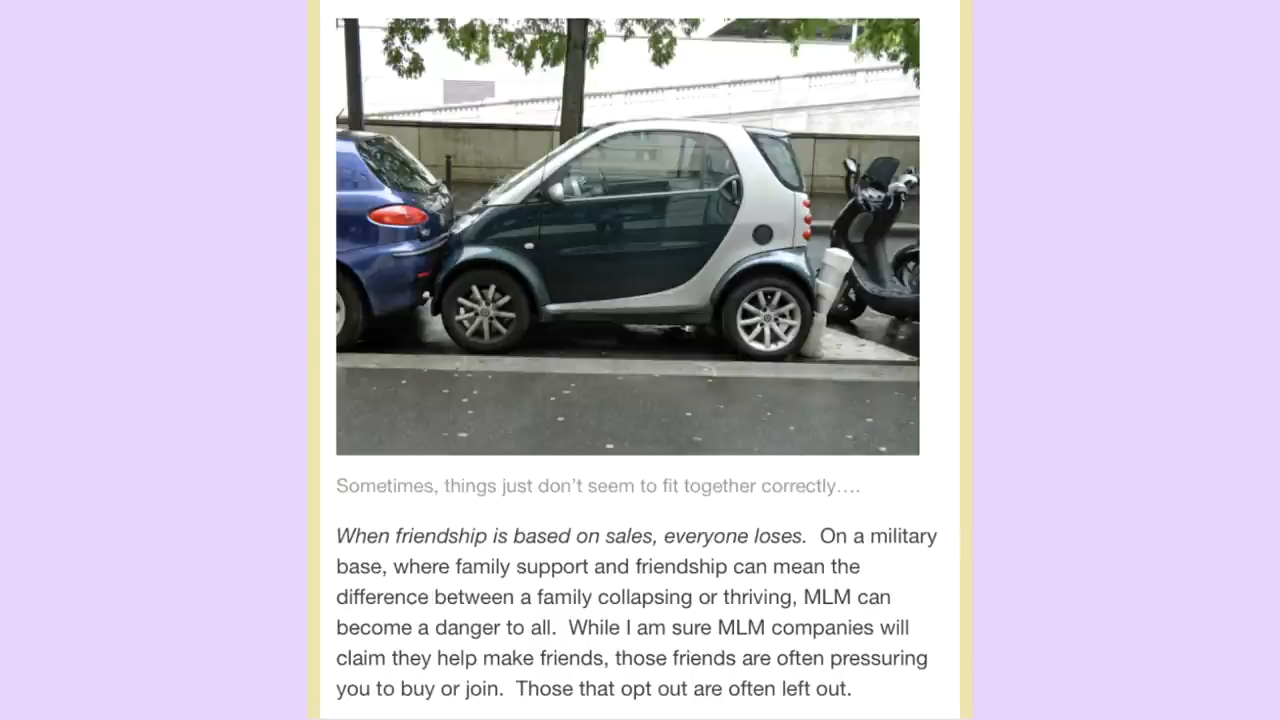 Sometimes, things just don’t seem to fit together correctly….
When friendship is based on sales, everyone loses.  On a military
base, where family support and friendship can mean the
difference between a family collapsing or thriving, MLM can
become a danger to all.  While I am sure MLM companies will
claim they help make friends, those friends are often pressuring
you to buy or join.  Those that opt out are often left out.